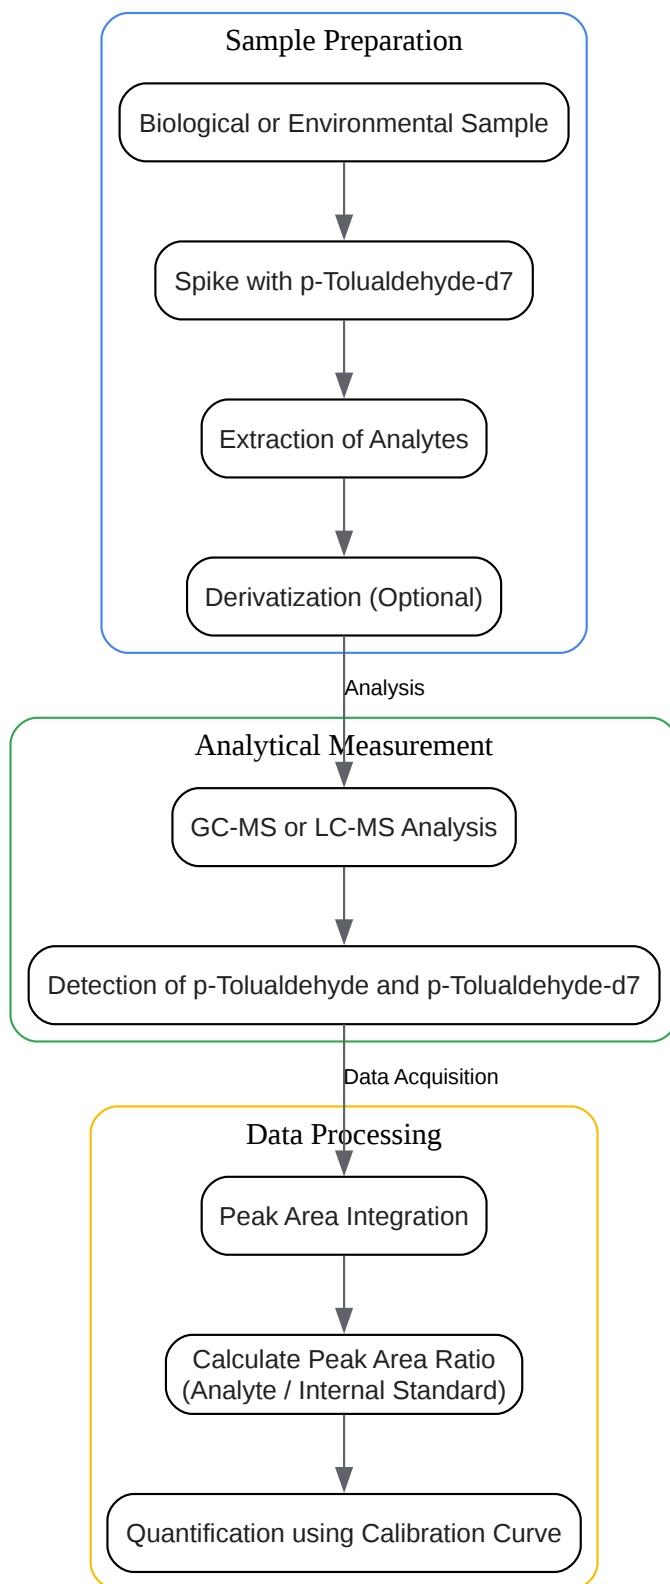 Sample Preparation
Biological or Environmental Sample
Spike with p-Tolualdehyde-d7
Extraction of Analytes
Derivatization (Optional)
Analysis
Analytical Measurement
GC-MS or LC-MS Analysis
Detection of p-Tolualdehyde and p-Tolualdehyde-d7
Data Acquisition
Data Processing
Peak Area Integration
Calculate Peak Area Ratio
(Analyte / Internal Standard)
Quantification using Calibration Curve